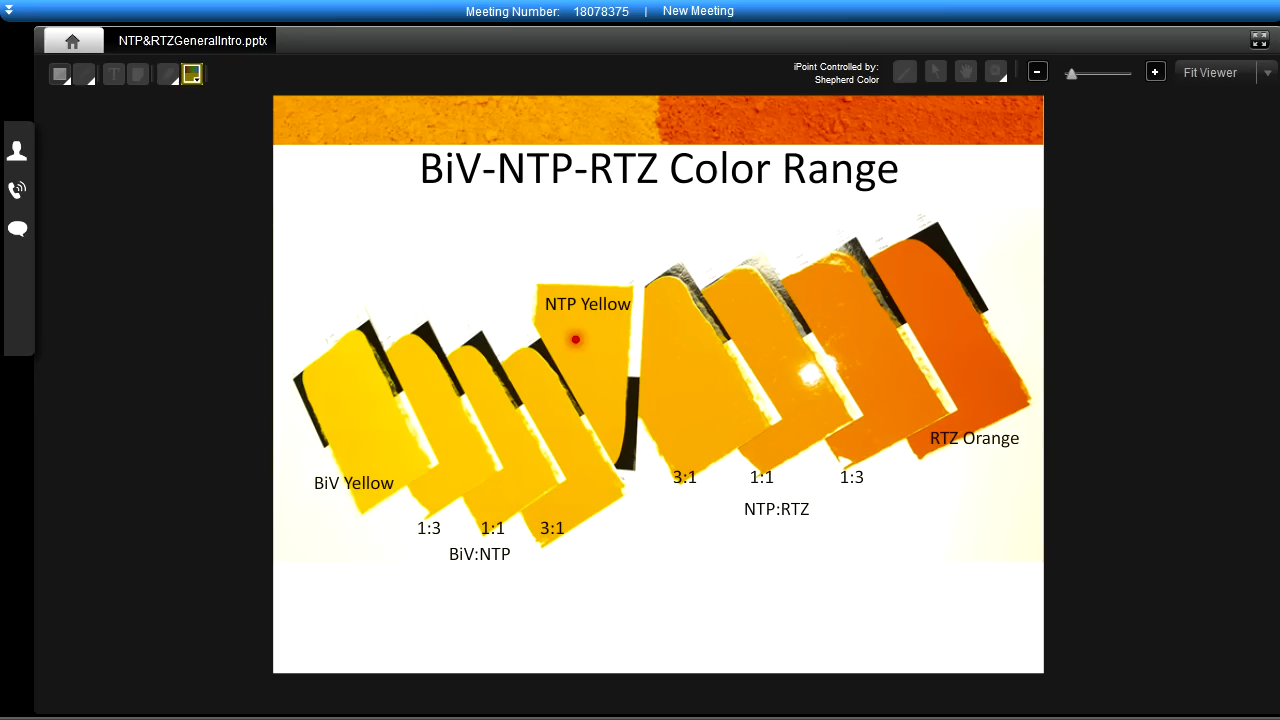 Meeting Number: 18078375 | New Meeting
NTP&RTZGeneralIntro.pptx
T
iPoint Controlled by:
Shepherd Color
Fit Viewer
BiV-NTP-RTZ Color Range
NTP Yellow
RTZ Orange
3:1 1:1 1:3
BiV Yellow
NTP:RTZ
1:3 1:1 3:1
BiV:NTP